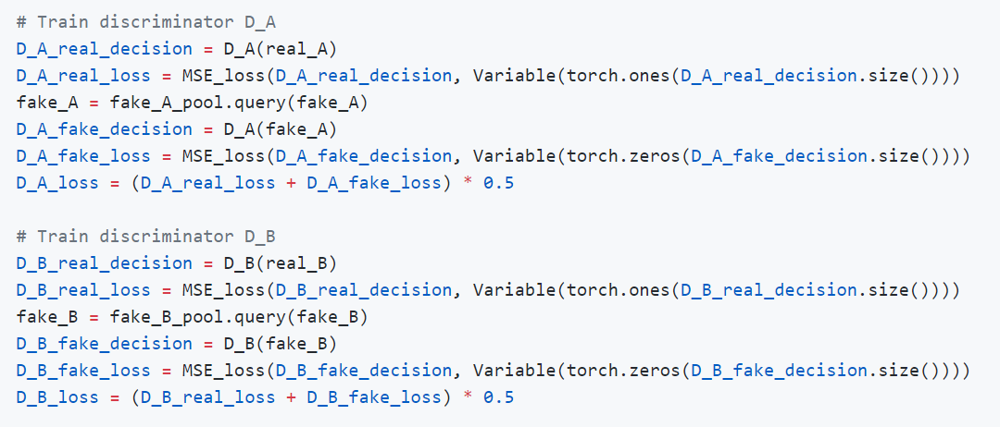 # Train discriminator D_A
D_A_real_decision = D_A(real_A)
D_A_real_loss = MSE_loss(D_A_real_decision, Variable(torch.ones(D_A_real_decision.size())))
fake_A = fake_A_pool.query(fake_A)
D_A_fake_decision = D_A(fake_A)
D_A_fake_loss = MSE_loss(D_A_fake_decision, Variable(torch.zeros(D_A_fake_decision.size())))
D_A_loss = (D_A_real_loss + D_A_fake_loss) * 0.5
# Train discriminator D_B
D_B_real_decision = D_B(real_B)
D_B_real_loss = MSE_loss(D_B_real_decision, Variable(torch.ones(D_B_real_decision.size())))
fake_B = fake_B_pool.query(fake_B)
D_B_fake_decision = D_B(fake_B)
D_B_fake_loss = MSE_loss(D_B_fake_decision, Variable(torch.zeros(D_B_fake_decision.size())))
D_B_loss = (D_B_real_loss + D_B_fake_loss) * 0.5